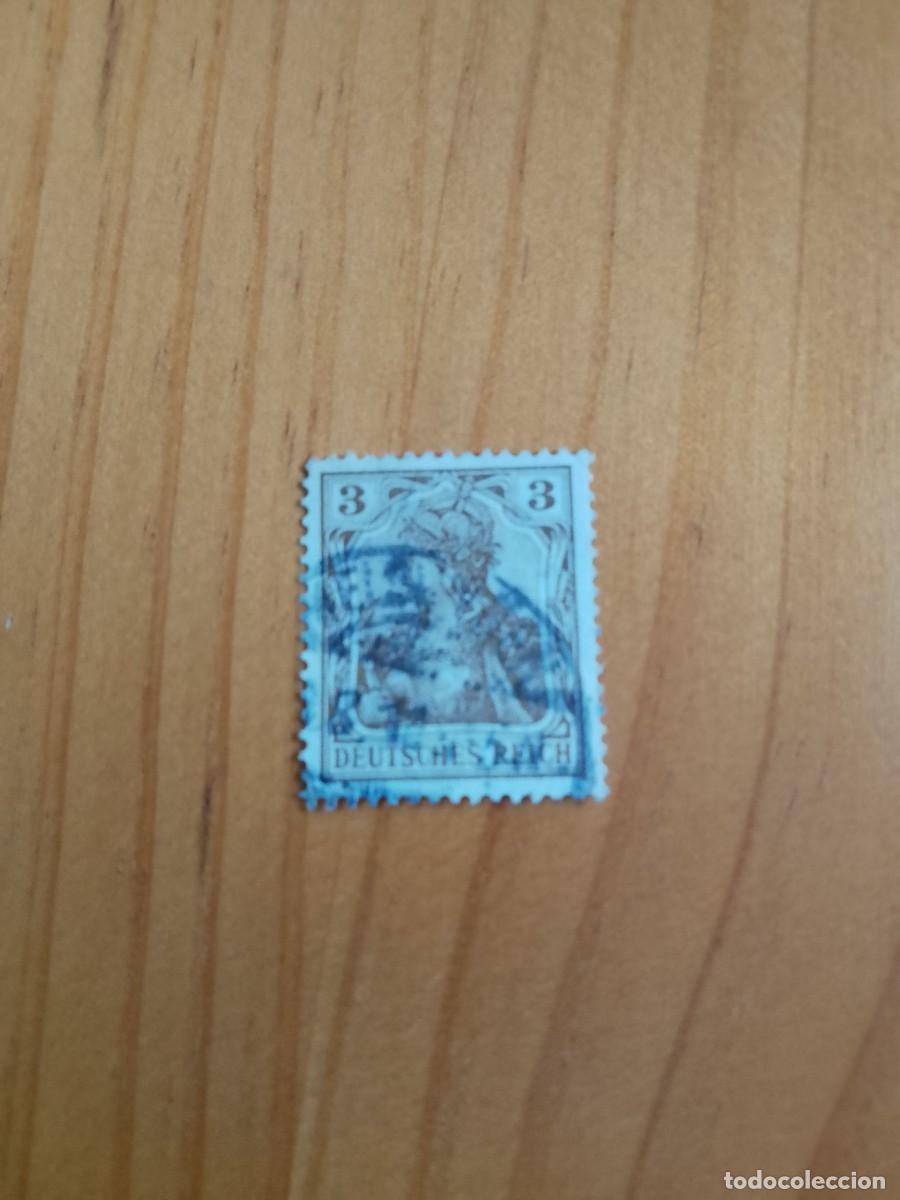 3 3
DEUTSCHES REICH
todocoleccion